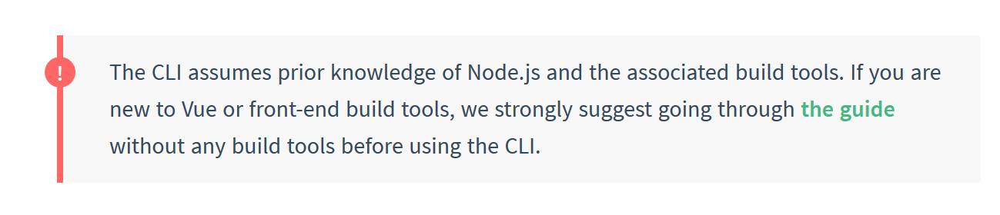 The CLI assumes prior knowledge of Node.js and the associated build tools. If you are
new to Vue or front-end build tools, we strongly suggest going through the guide
without any build tools before using the CLI.